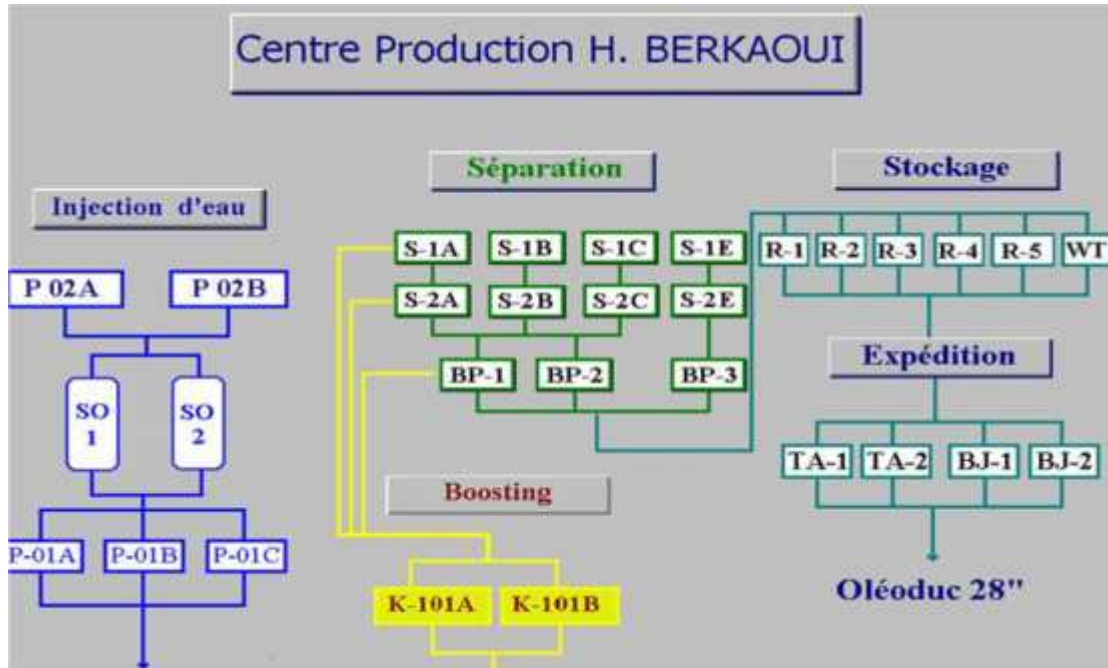 Centre Production H. BERKAOUI
Séparation
Stockage
Injection d'eau
S-1A S-1B S-1C S-1E
R-1 R-2 R-3 R-4 R-5 WT
P 02A P 02B
S-2A S-2B S-2C S-2E
Expédition
BP-1 BP-2 BP-3
SO
1
SO
2
TA-1 TA-2 BJ-1 BJ-2
Boosting
P-01A P-01B P-01C
K-101A K-101B
Oléoduc 28"